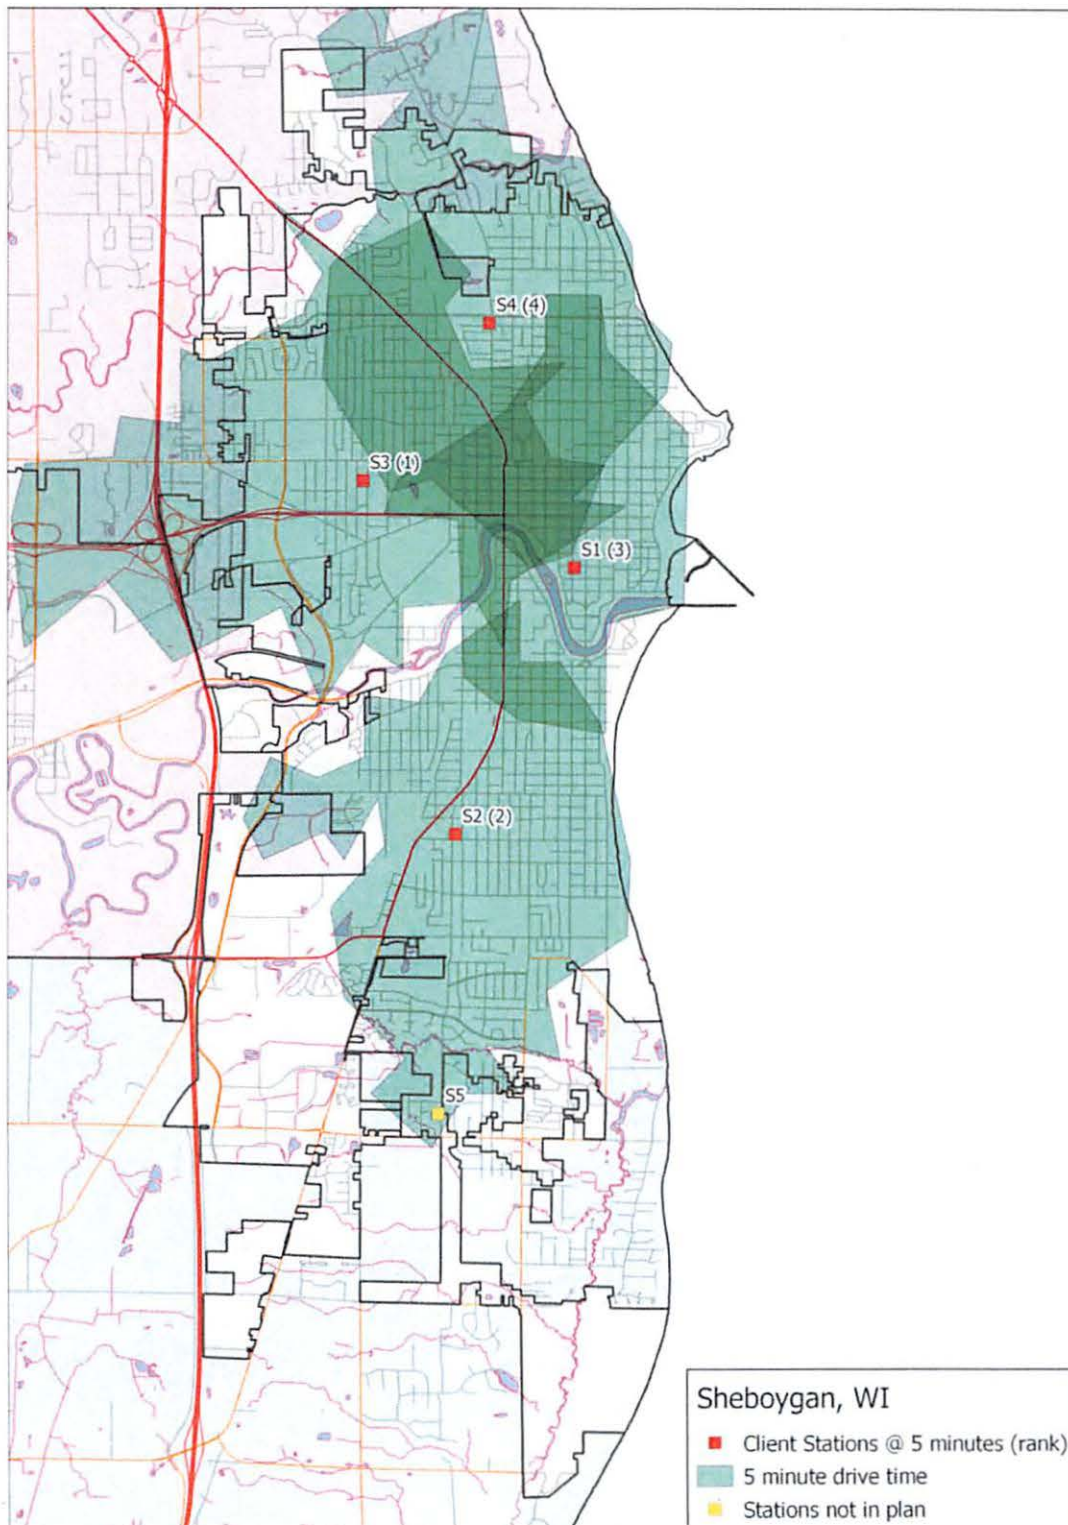 S4 (4)
S3 (1)
S1 (3)
S2 (2)
S5
Sheboygan, WI
Client Stations @ 5 minutes (rank)
5 minute drive time
Stations not in plan